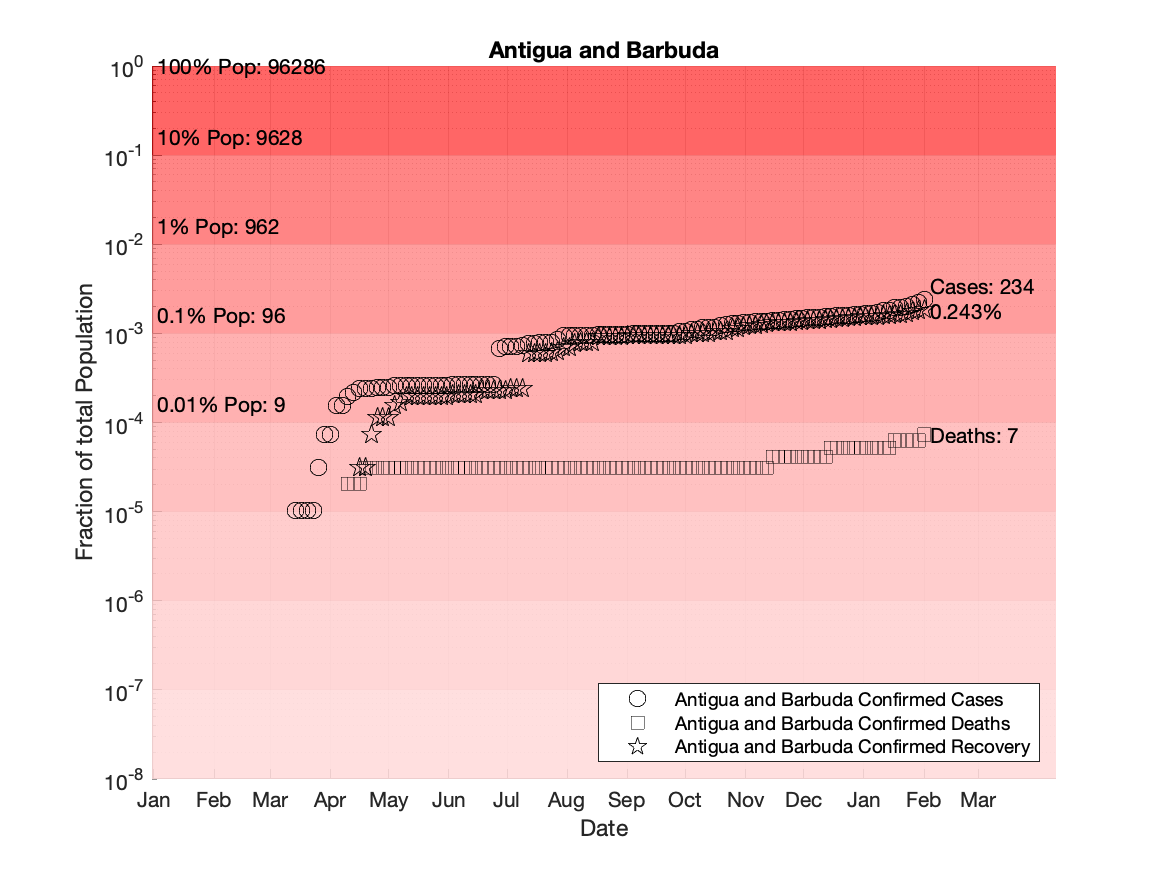 Antigua and Barbuda
10^0
100% Pop: 96286
10% Pop: 9628
10^-1
1% Pop: 962
10^-2
Cases: 234
0.243%
0.1% Pop: 96
10^-3
0.01% Pop: 9
10^-4
Deaths: 7
10^-5
10^-6
10^-7
10^-8
Fraction of total Population
Antigua and Barbuda Confirmed Cases
Antigua and Barbuda Confirmed Deaths
Antigua and Barbuda Confirmed Recovery
Jan Feb Mar Apr May Jun Jul Aug Sep Oct Nov Dec Jan Feb Mar
Date